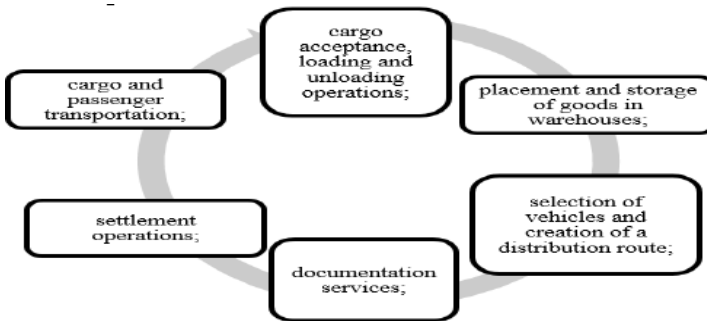 cargo
acceptance,
loading and
unloading
operations;
placement and storage
of goods in
warehouses;
selection of
vehicles and
creation of a
distribution route;
documentation
services;
settlement
operations;
cargo and
passenger
transportation;